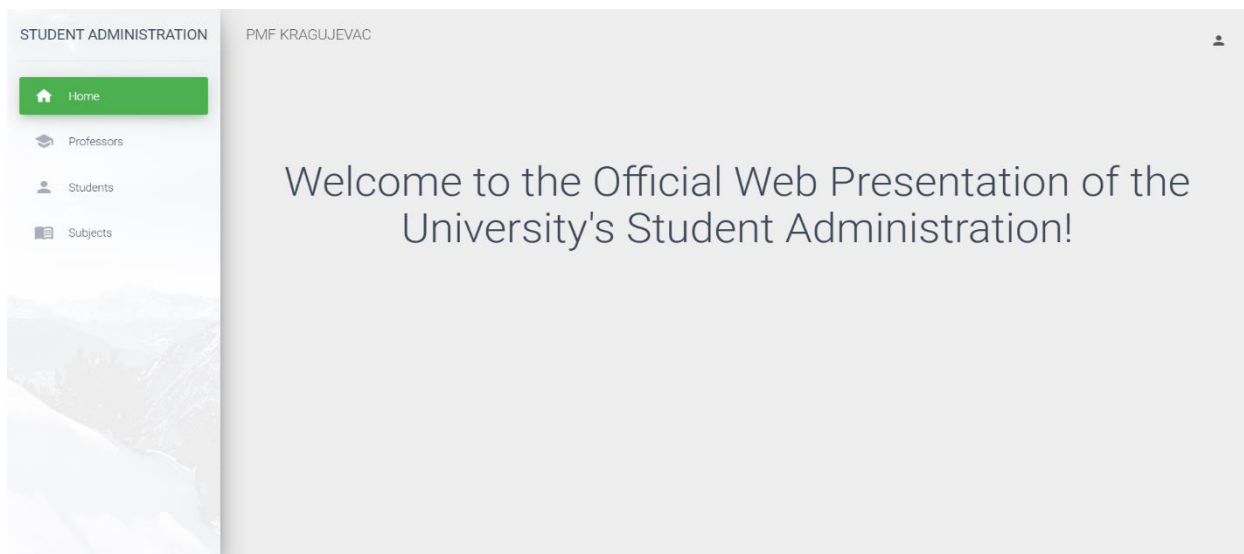 STUDENT ADMINISTRATION
PMF KRAGUJEVAC
Home
Professors
Students
Subjects
Welcome to the Official Web Presentation of the
University's Student Administration!